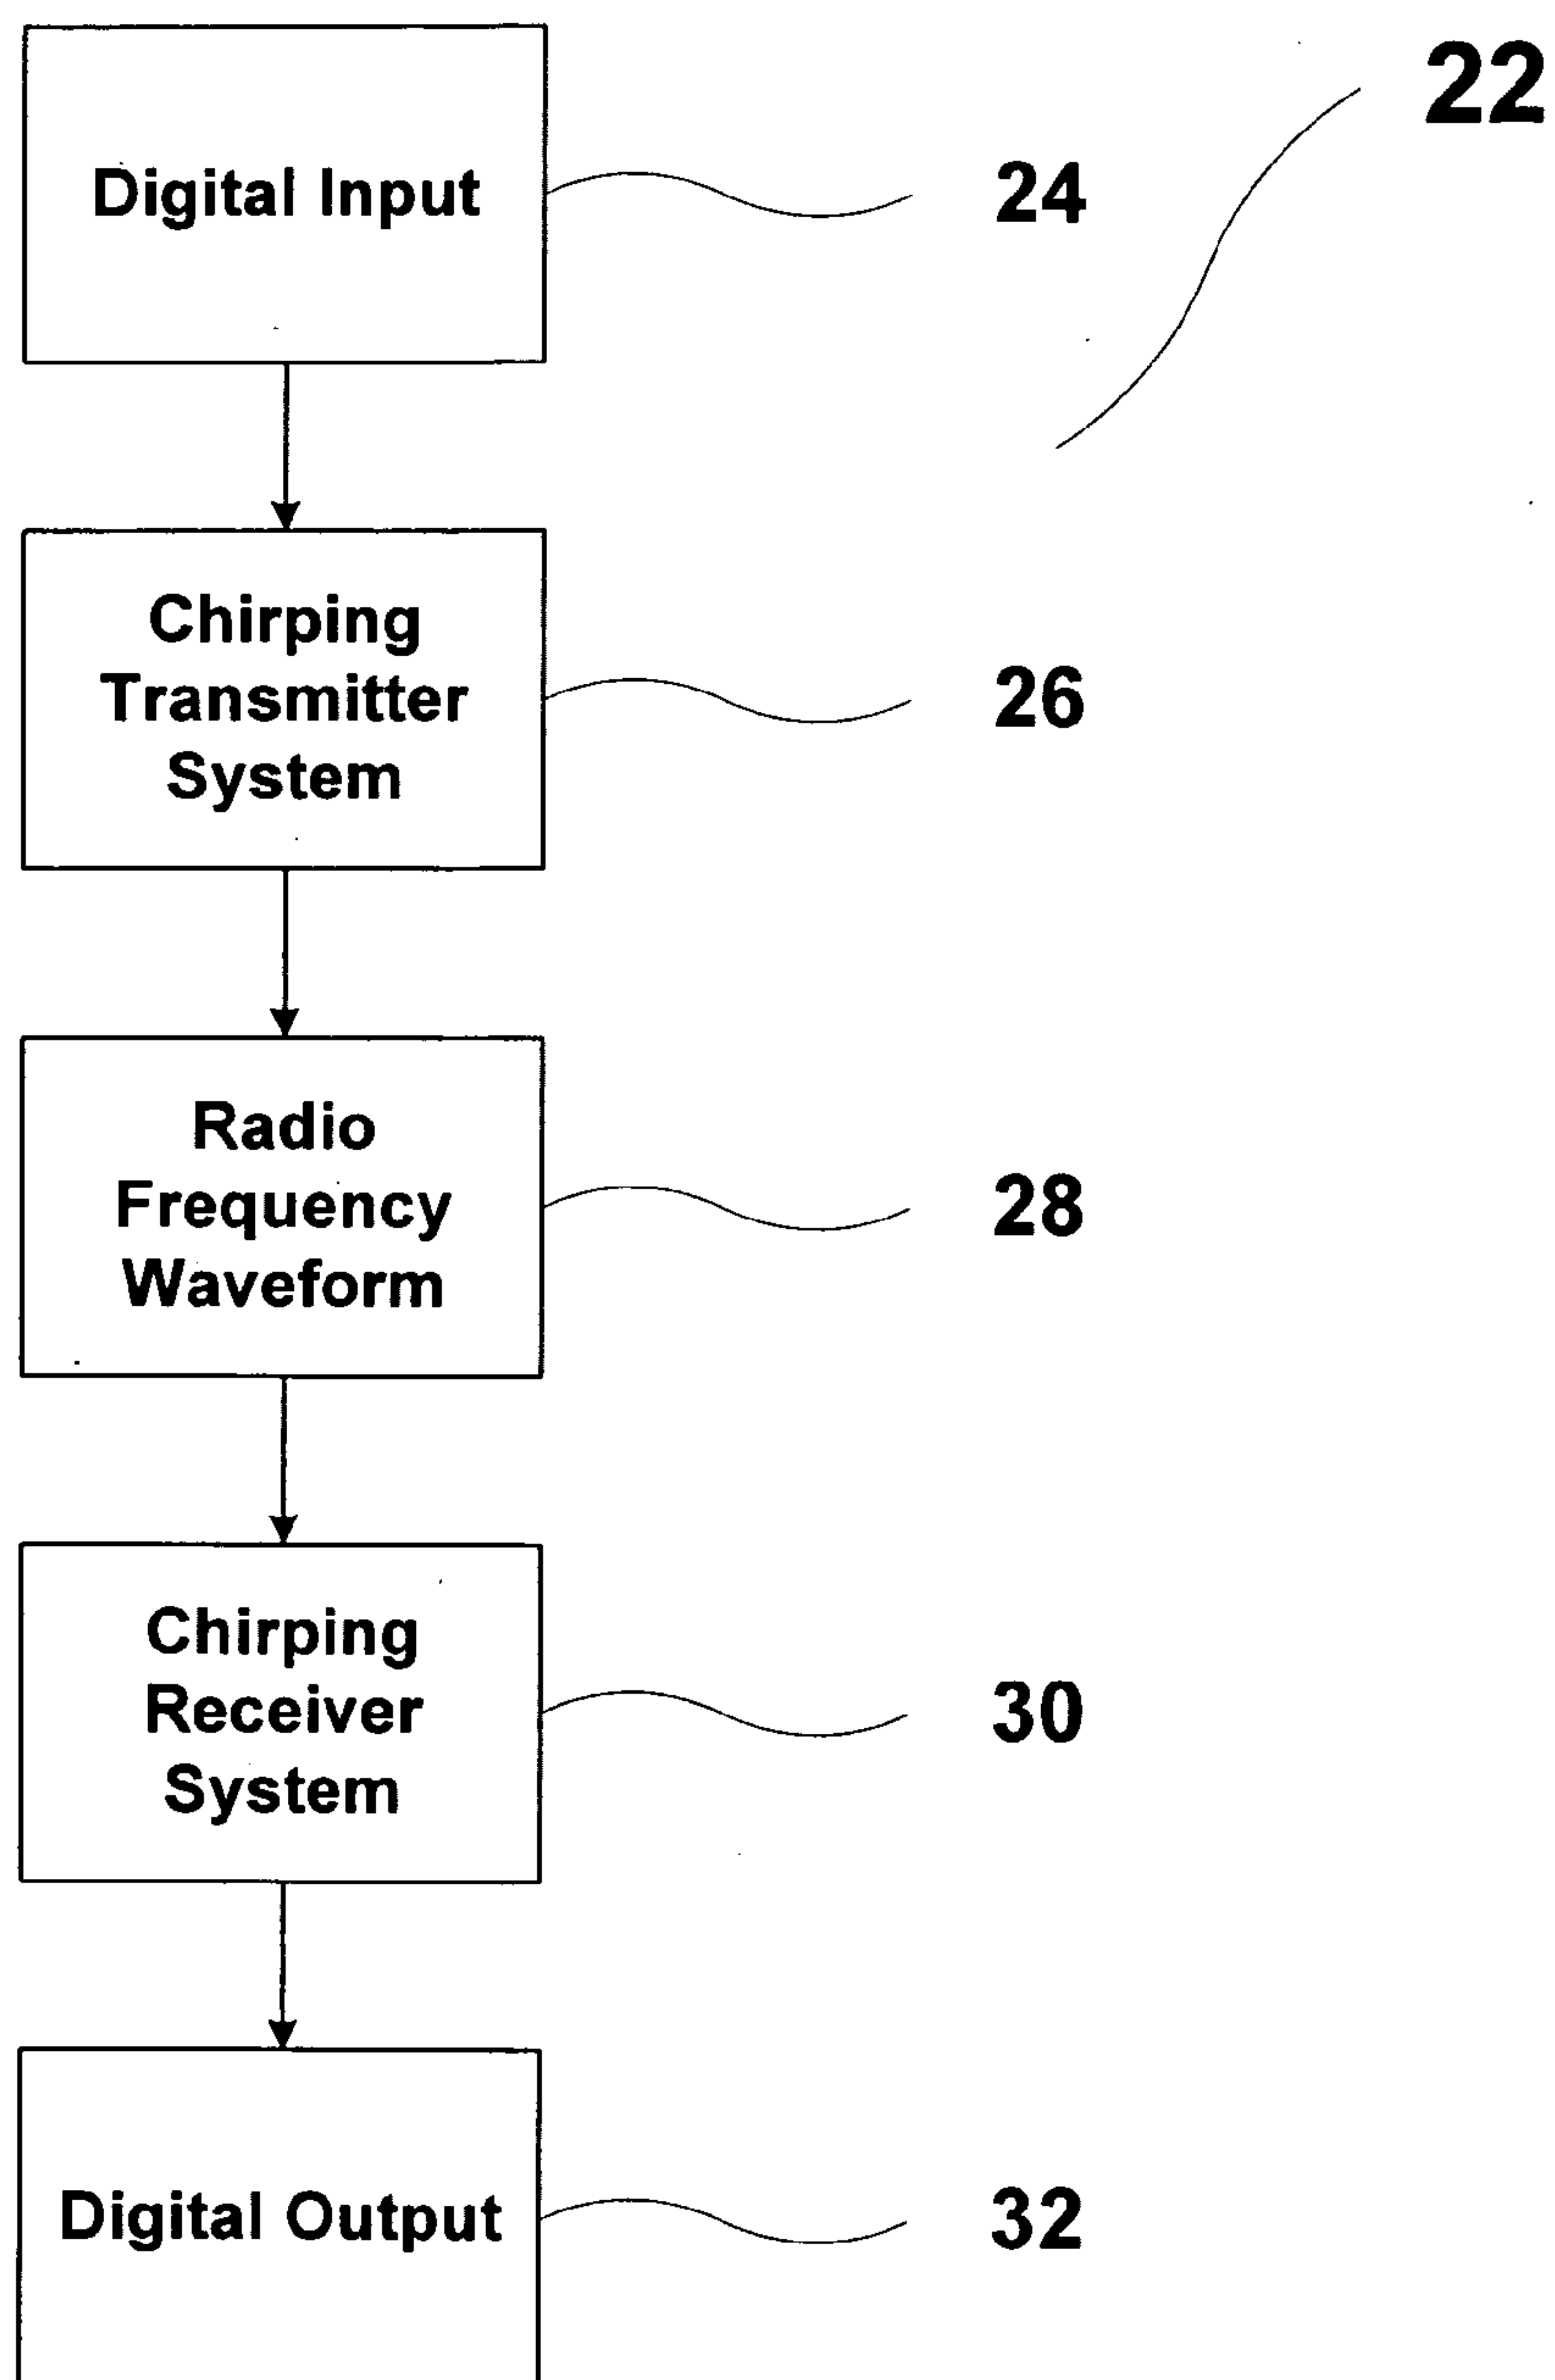 22
Digital Input
24
Chirping
Transmitter
System
26
Radio
Frequency
Waveform
28
Chirping
Receiver
System
30
Digital Output
32